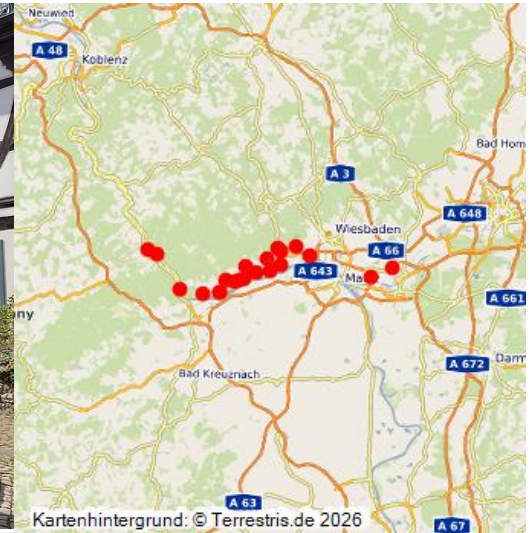 Neuwied
A 48
Koblenz
A 3
Bad Hom
A 648
Wiesbaden
A 66
A 643
Ma
A 661
ny
Darm
A 672
Bad Kreuznach
A 63
A 67
Kartenhintergrund: © Terrestris.de 2026